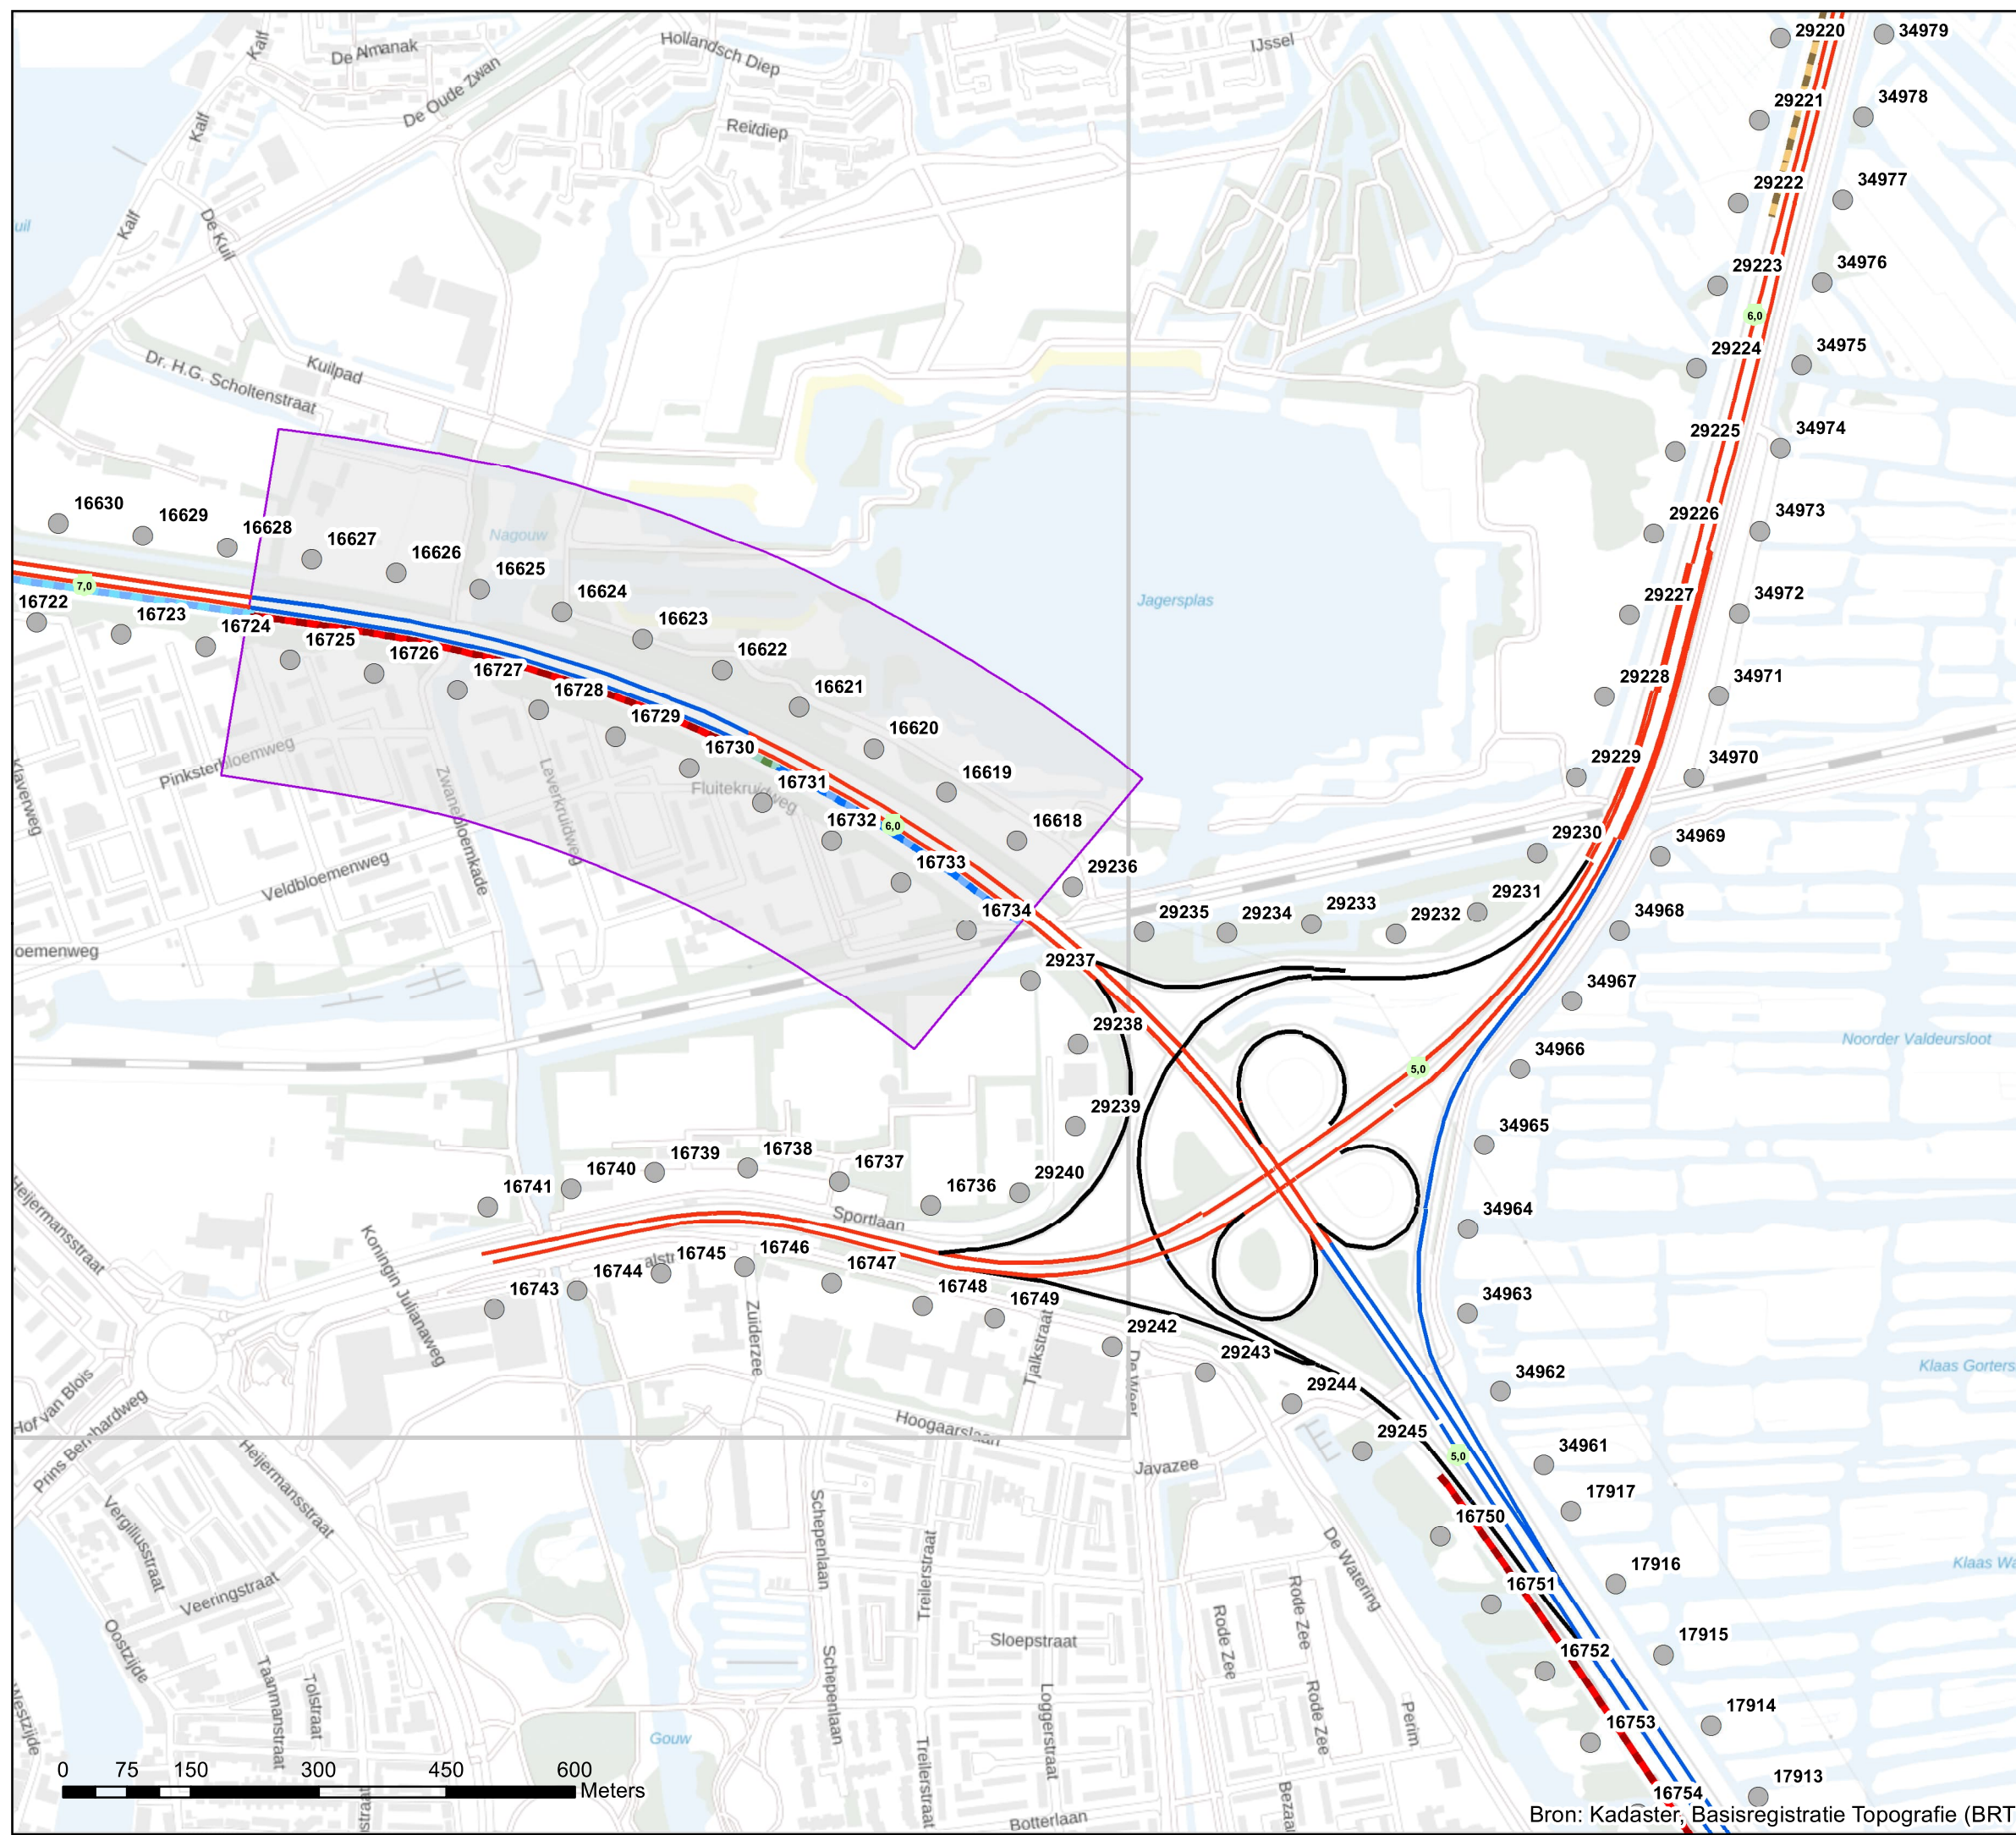 De Almanak
Kalf
Hollandsch Diep
IJssel
29220
34979
De Oude Zwan
Kalf
Reitdiep
29221
34978
29222
34977
uil
Kalf
De Kuil
29223
34976
6,0
29224
34975
Dr. H.G. Scholtenstraat
Kuilpad
29225
34974
16630
16629
16628
16627
16626
16625
16624
16623
16622
16621
16620
16619
16618
Nagouw
Jagersplas
29226
34973
29227
34972
29228
34971
29229
34970
29230
34969
7,0
16722
16723
16724
16725
16726
16727
16728
16729
16730
16731
16732
6,0
16733
16734
Klaverweg
Pinksterbloemweg
Zwanebloemkade
Leverkruidweg
Fluitekruidweg
Veldbloemenweg
oemenweg
29236
29235
29234
29233
29232
29231
34968
29237
34967
29238
34966
Noorder Valdeursloot
5,0
29239
34965
16741
16740
16739
16738
16737
16736
29240
34964
Heijermansstraat
Koningin Julianaweg
Sportlaan
alstr
16743
16744
16745
16746
16747
16748
16749
34963
29242
29243
29244
34962
Klaas Gorters
Zuiderzee
Tjalkstraat
De Weer
Hof van Blois
Prins Bernhardweg
Heijermansstraat
Hoogaarslaan
Javazee
29245
5,0
34961
17917
16750
17916
16751
Klaas Wa
Vergiliusstraat
Veeringstraat
Schepenlaan
Treilerstraat
De Watering
Rode Zee
Rode Zee
17915
16752
Oostzijde
Taanmanstraat
Tolstraat
Sloepstraat
Schepenlaan
Loggerstraat
Rode Zee
Perim
17914
16753
Westzijde
Gouw
Treilerstraat
Bezaa
17913
16754
0 75 150 300 450 600
Meters
straat
Botterlaan
Bron: Kadaster, Basisregistratie Topografie (BRT